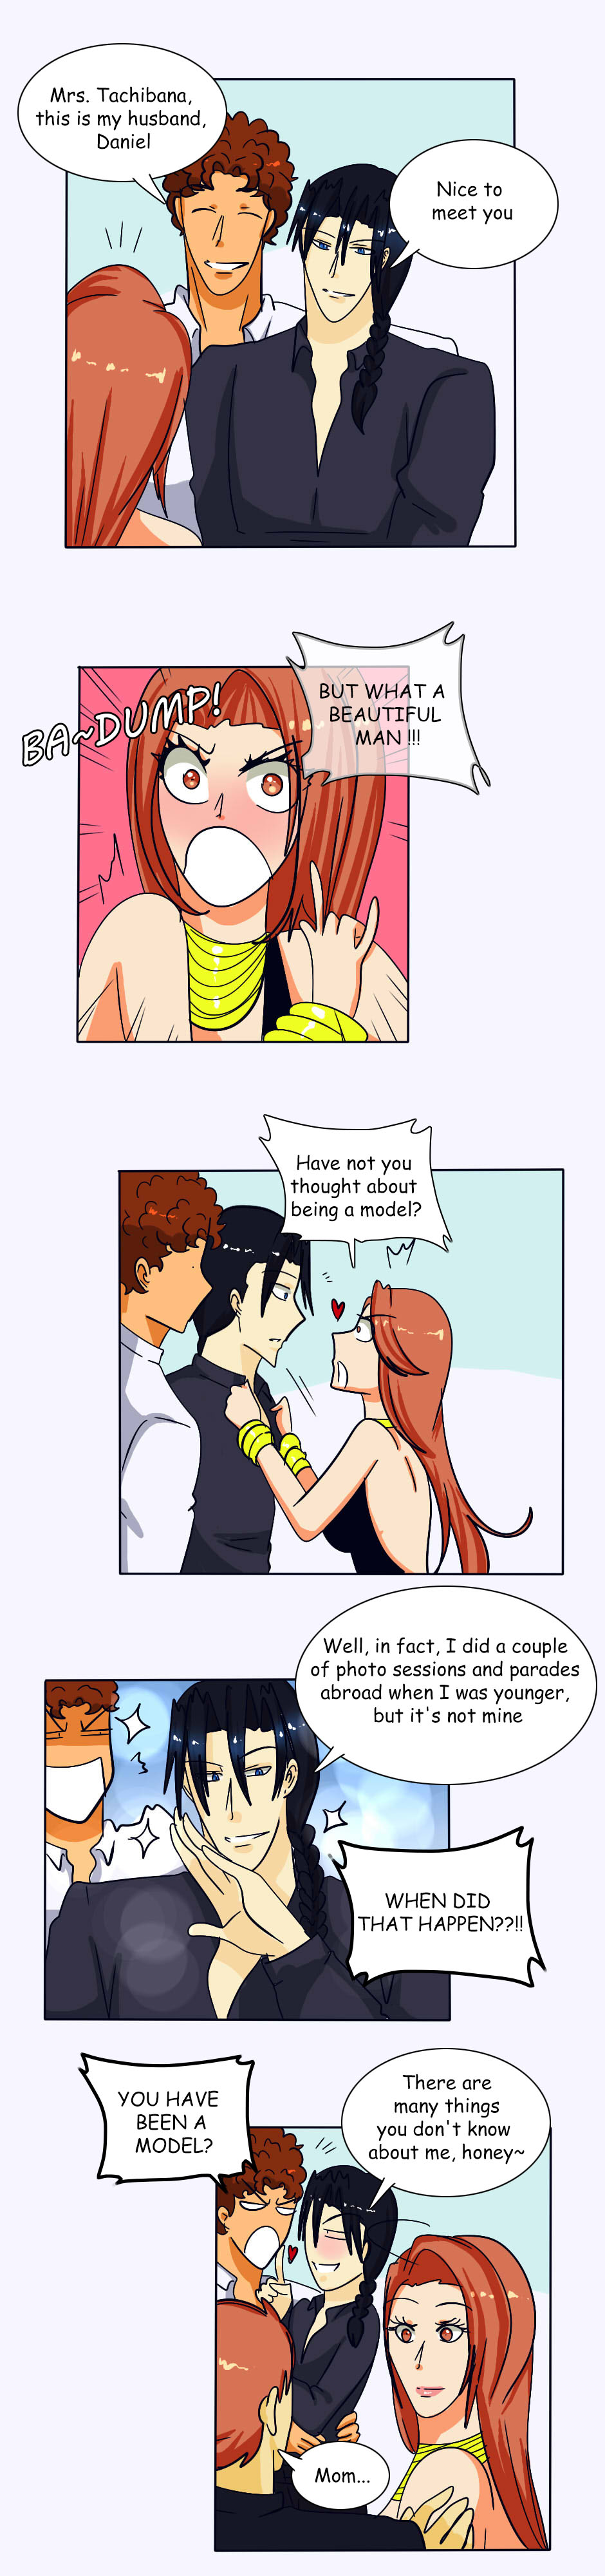 Mrs. Tachibana,
this is my husband,
Daniel
Nice to
meet you
BA~DUMP!
BUT WHAT A
BEAUTIFUL
MAN !!!
Have not you
thought about
being a model?
Well, in fact, I did a couple
of photo sessions and parades
abroad when I was younger,
but it's not mine
WHEN DID
THAT HAPPEN??!!
YOU HAVE
BEEN A
MODEL?
There are
many things
you don't know
about me, honey~
Mom...